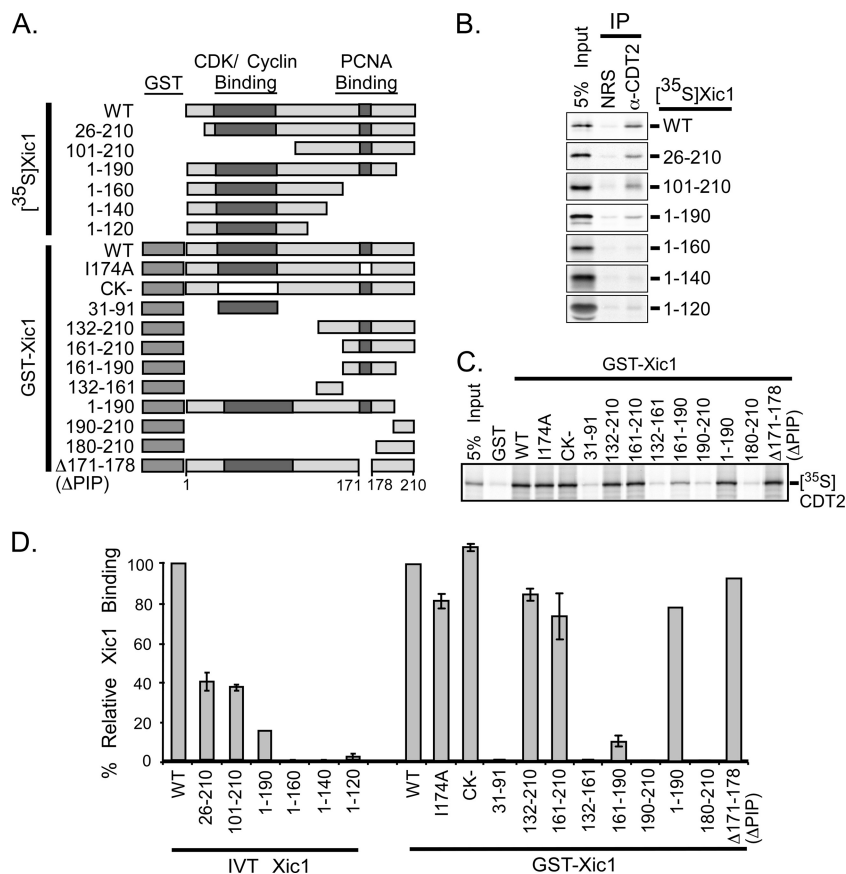 A.
CDK/ Cyclin
Binding
PCNA
Binding
GST
[35S]Xic1
WT
26-210
101-210
1-190
1-160
1-140
1-120
GST-Xic1
WT
I174A
CK-
31-91
132-210
161-210
161-190
132-161
1-190
190-210
180-210
Δ171-178
(ΔPIP)
1
171
178
210
B.
IP
5% Input
NRS
α-CDT2
[35S]Xic1
WT
26-210
101-210
1-190
1-160
1-140
1-120
C.
GST-Xic1
5% Input
GST
WT
I174A
CK-
31-91
132-210
161-210
132-161
161-190
190-210
1-190
180-210
Δ171-178
(ΔPIP)
[35S]
CDT2
D.
% Relative Xic1 Binding
100
80
60
40
20
0
WT
26-210
101-210
1-190
1-160
1-140
1-120
IVT Xic1
WT
I174A
CK-
31-91
132-210
161-210
132-161
161-190
190-210
1-190
180-210
Δ171-178
(ΔPIP)
GST-Xic1